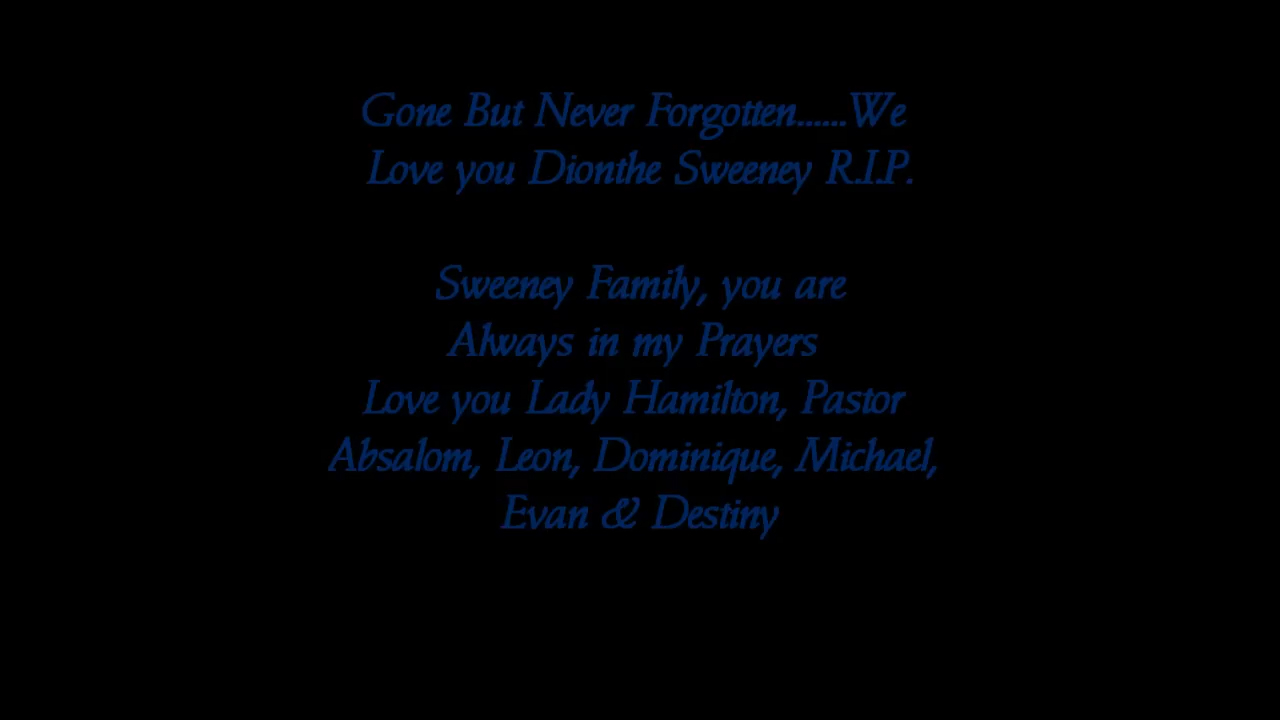 Gone But Never Forgotten......We
Love you Dionthe Sweeney R.I.P.
Sweeney Family, you are
Always in my Prayers
Love you Lady Hamilton, Pastor
Absalom, Leon, Dominique, Michael,
Evan & Destiny